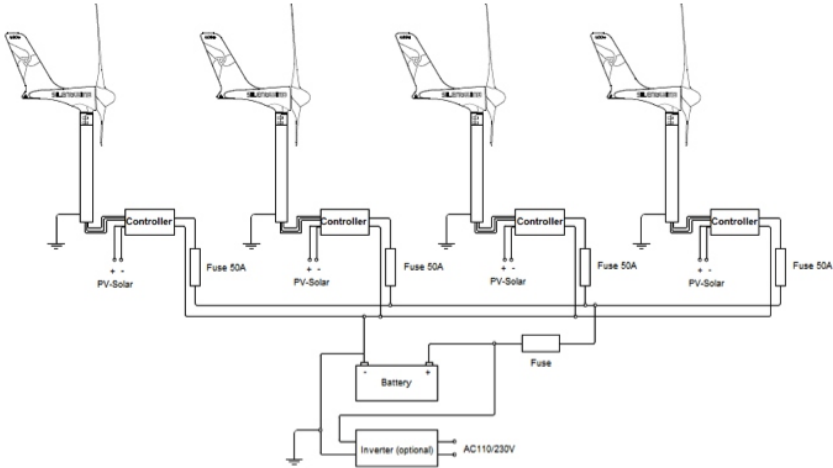 Controller
Controller
Controller
Controller
Fuse 50A
Fuse 50A
Fuse 50A
Fuse 50A
+ -
+ -
+ -
+ -
PV-Solar
PV-Solar
PV-Solar
PV-Solar
Fuse
- +
Battery
Inverter (optional)
AC110/230V